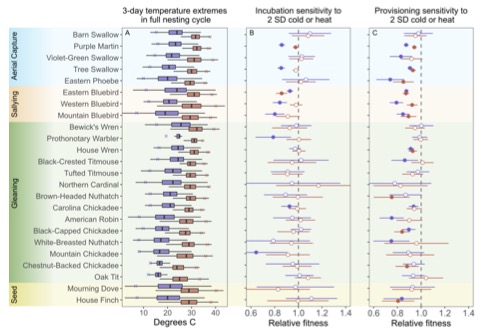 3-day temperature extremes
in full nesting cycle
Incubation sensitivity to
2 SD cold or heat
Provisioning sensitivity to
2 SD cold or heat
A
B
C
Aerial Capture
Sallying
Gleaning
Seed
Barn Swallow
Purple Martin
Violet-Green Swallow
Tree Swallow
Eastern Phoebe
Eastern Bluebird
Western Bluebird
Mountain Bluebird
Bewick's Wren
Prothonotary Warbler
House Wren
Black-Crested Titmouse
Tufted Titmouse
Northern Cardinal
Brown-Headed Nuthatch
Carolina Chickadee
American Robin
Black-Capped Chickadee
White-Breasted Nuthatch
Mountain Chickadee
Chestnut-Backed Chickadee
Oak Tit
Mourning Dove
House Finch
10 20 30 40
0.6 0.8 1.0 1.2 1.4
0.6 0.8 1.0 1.2 1.4
Degrees C
Relative fitness
Relative fitness